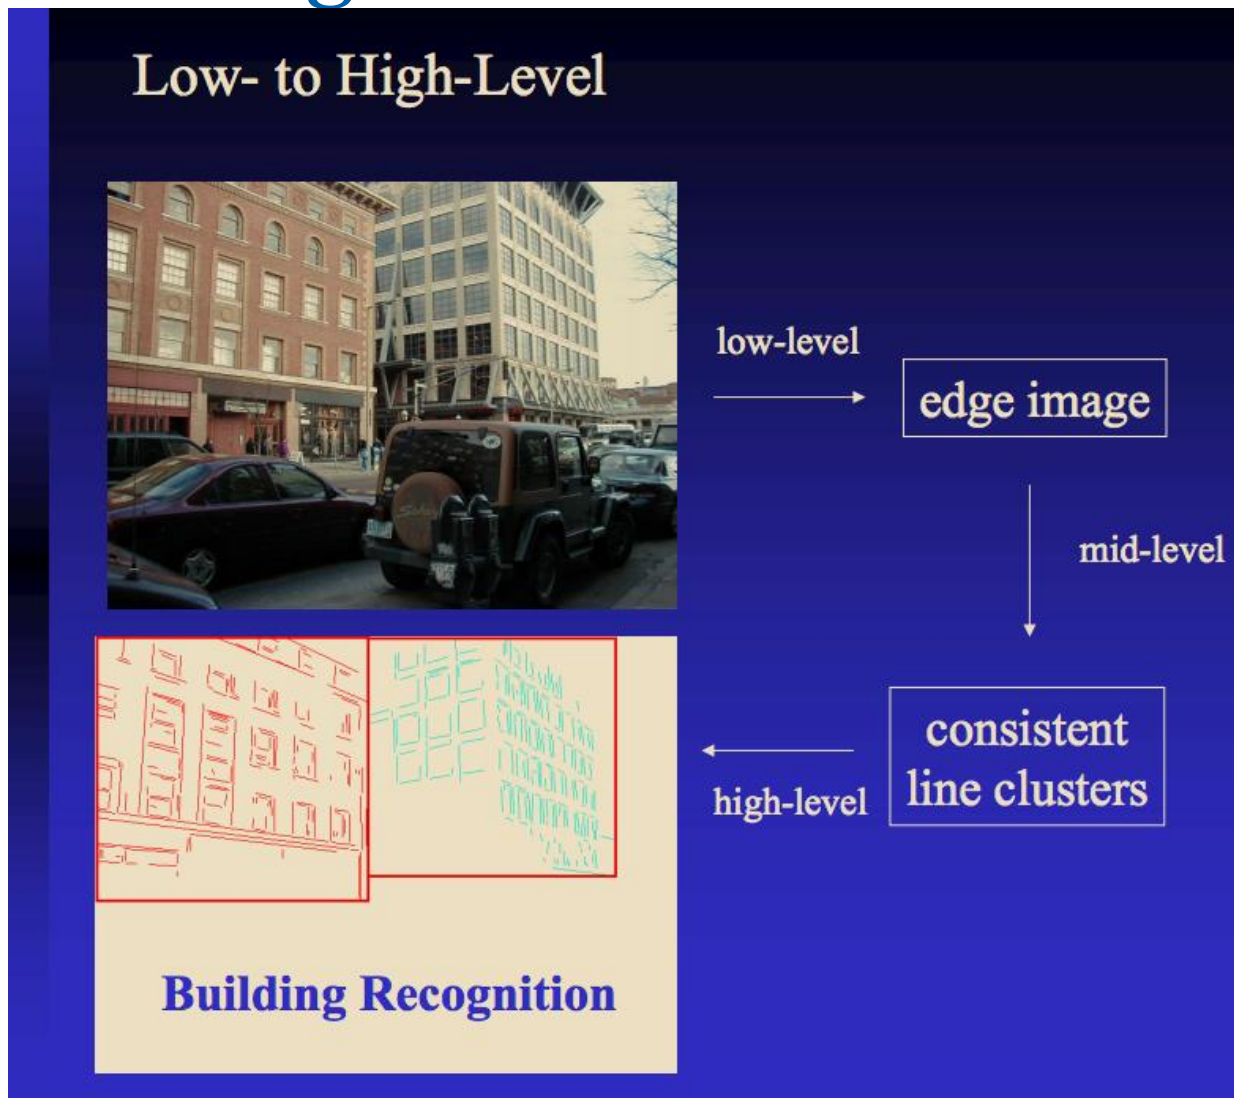 Low- to High-Level
low-level
edge image
mid-level
consistent
line clusters
high-level
Building Recognition